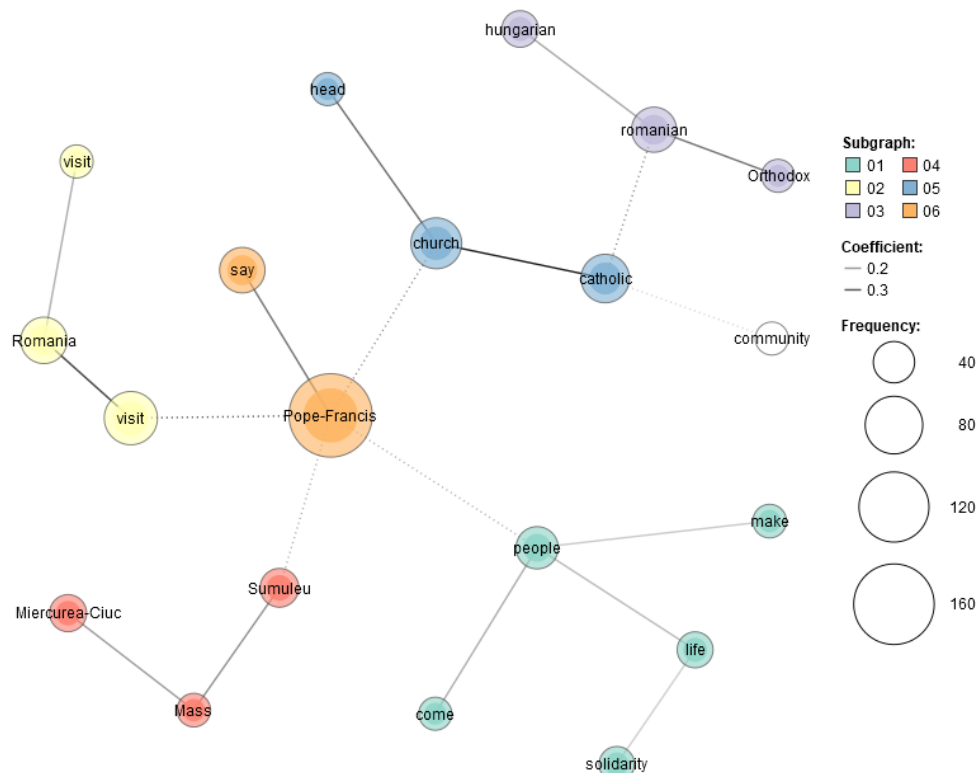 hungarian
head
romanian
visit
Orthodox
church
say
catholic
Romania
community
visit
Pope-Francis
make
people
Sumuleu
Miercurea-Ciuc
life
Mass
come
solidarity
Subgraph:
01 04
02 05
03 06
Coefficient:
0.2
0.3
Frequency:
40
80
120
160